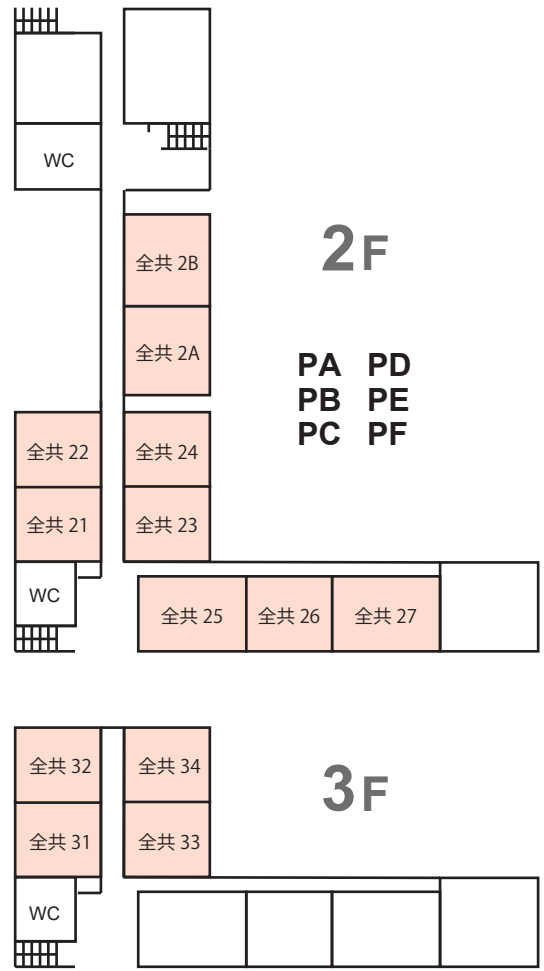 WC
全共 2B
2F
全共 2A
PA PD
PB PE
PC PF
全共 22
全共 24
全共 21
全共 23
WC
全共 25
全共 26
全共 27
全共 32
全共 34
3F
全共 31
全共 33
WC